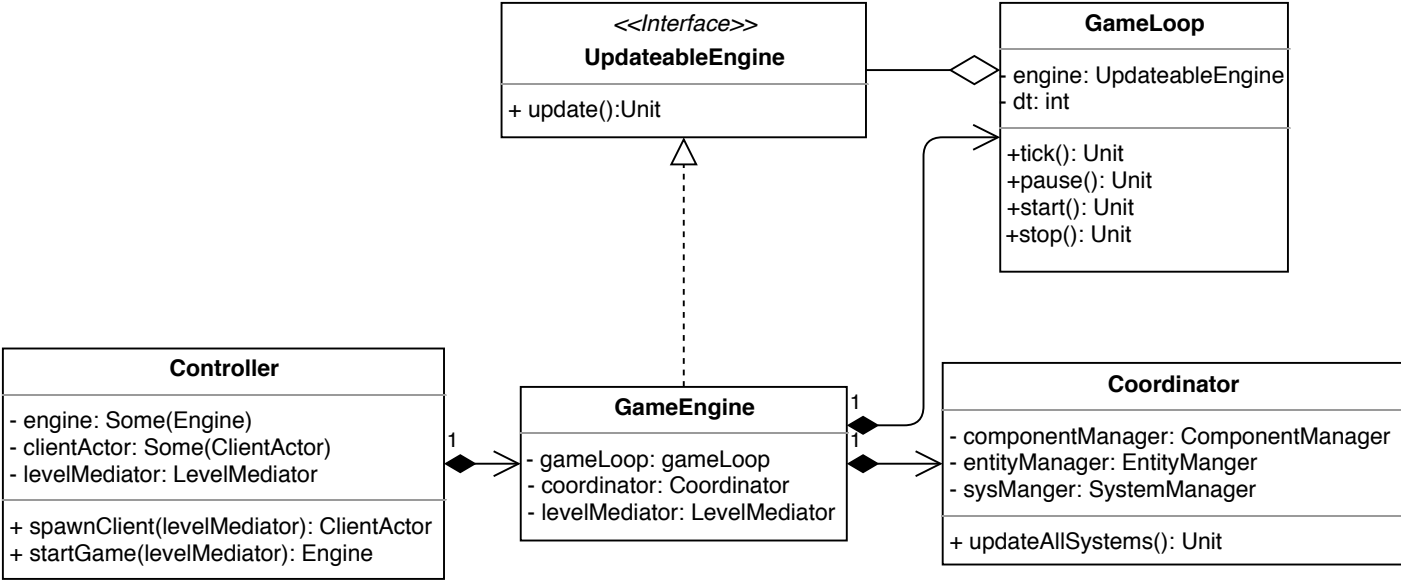 <<Interface>>
UpdateableEngine
+ update():Unit
GameLoop
- engine: UpdateableEngine
- dt: int
+tick(): Unit
+pause(): Unit
+start(): Unit
+stop(): Unit
Controller
- engine: Some(Engine)
- clientActor: Some(ClientActor)
- levelMediator: LevelMediator
+ spawnClient(levelMediator): ClientActor
+ startGame(levelMediator): Engine
1
GameEngine
- gameLoop: gameLoop
- coordinator: Coordinator
- levelMediator: LevelMediator
1
1
Coordinator
- componentManager: ComponentManager
- entityManager: EntityManger
- sysManger: SystemManager
+ updateAllSystems(): Unit